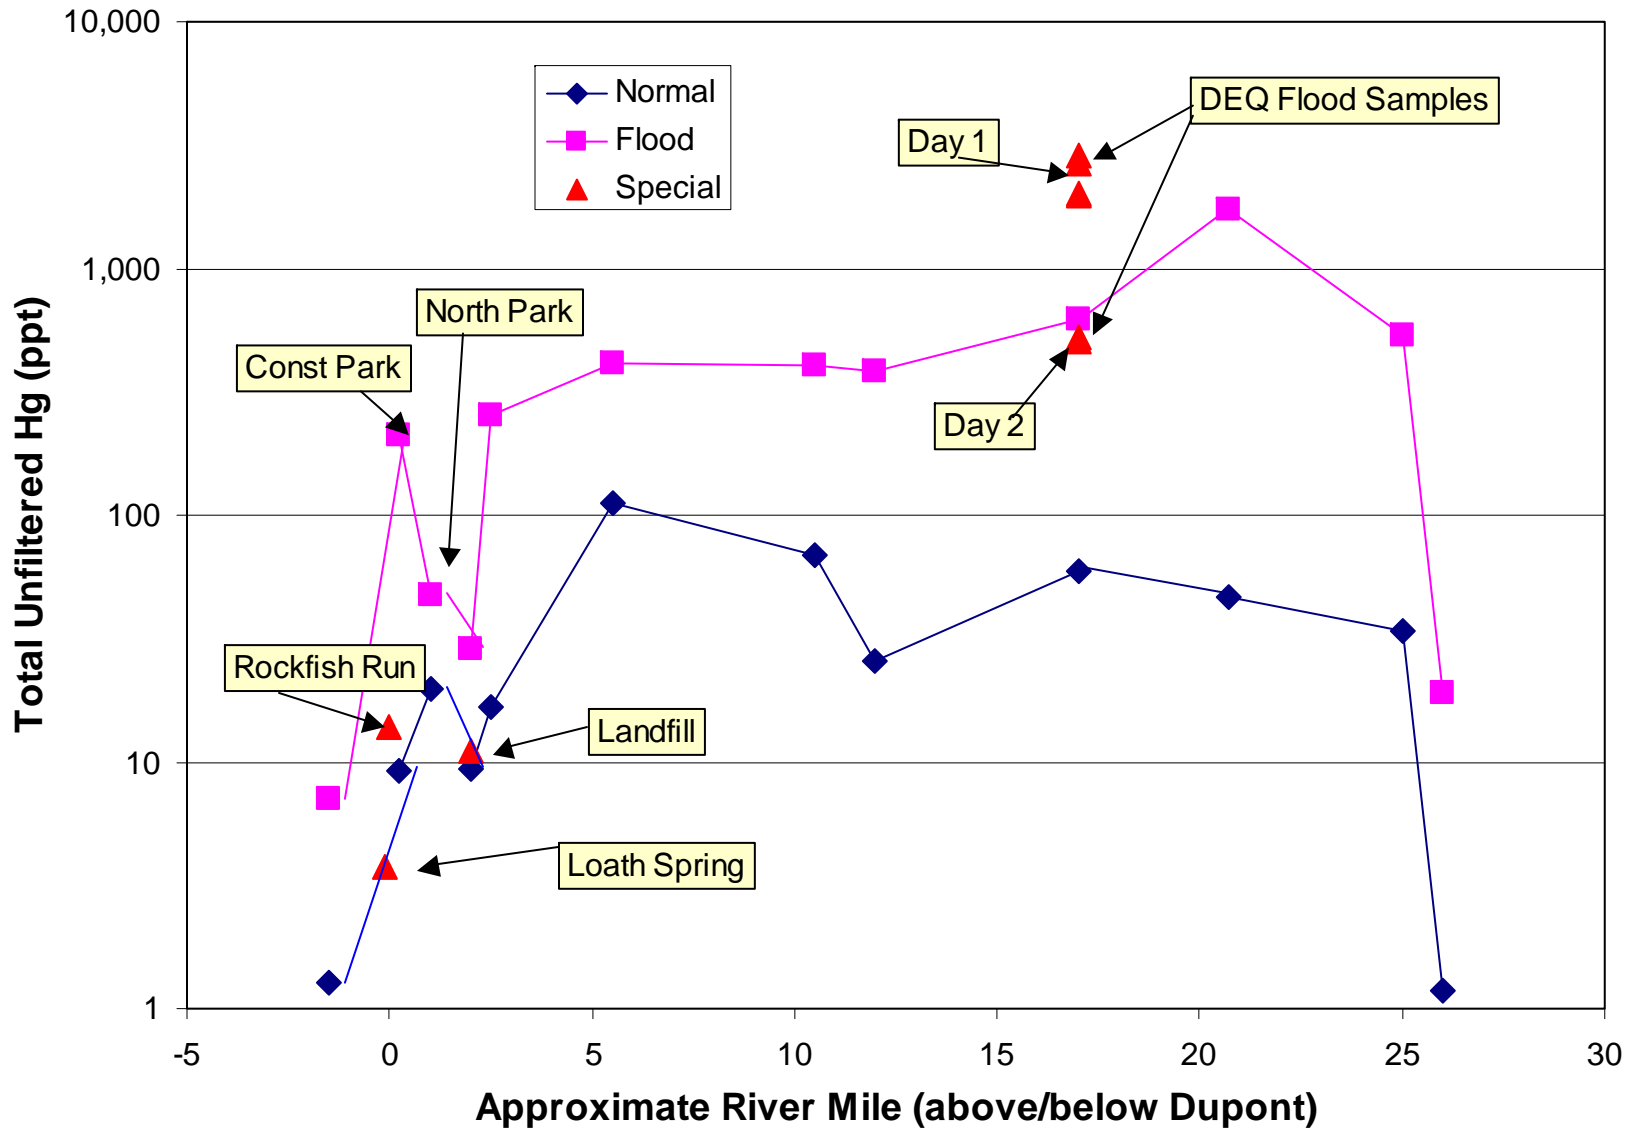 10,000
1,000
100
10
1
Total Unfiltered Hg (ppt)
Normal
Flood
Special
DEQ Flood Samples
Day 1
North Park
Const Park
Day 2
Rockfish Run
Landfill
Loath Spring
-5 0 5 10 15 20 25 30
Approximate River Mile (above/below Dupont)